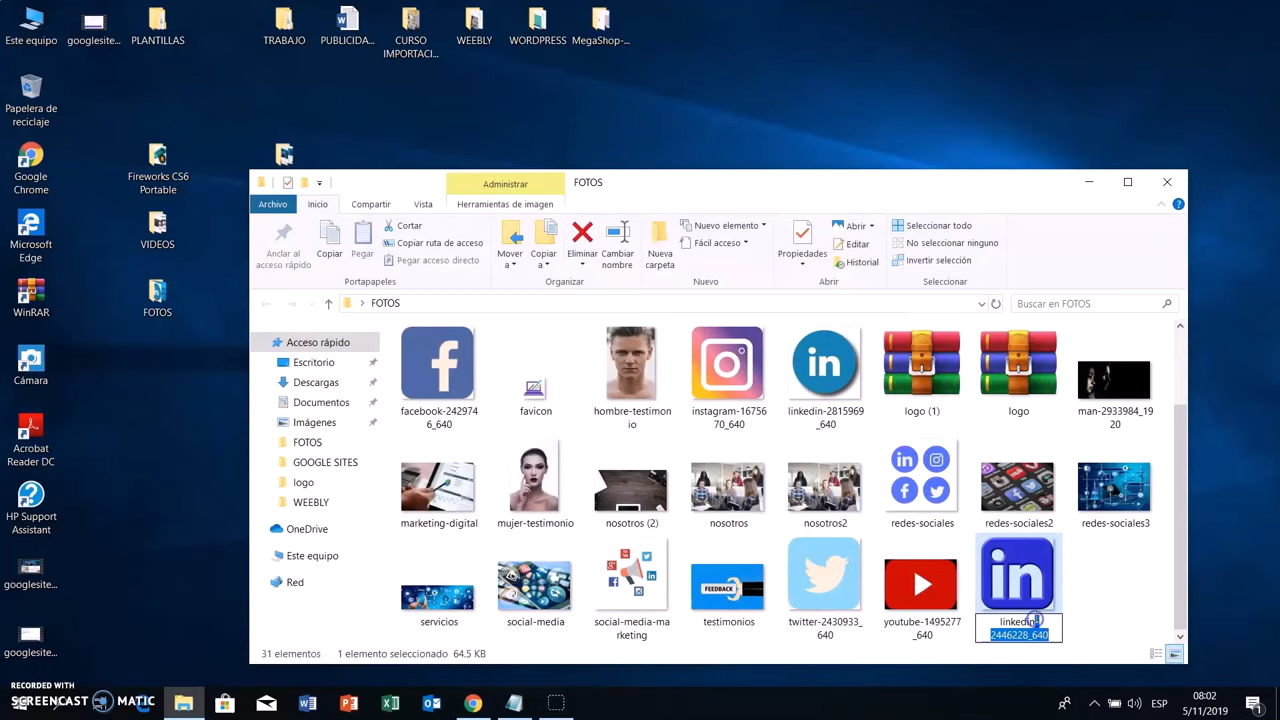 Este equipo
googlesite...
PLANTILLAS
TRABAJO
PUBLICIDA...
CURSO
IMPORTACI...
WEEBLY
WORDPRESS
MegaShop-...
Papelera de
reciclaje
Google
Chrome
Fireworks CS6
Portable
Microsoft
Edge
VIDEOS
WinRAR
FOTOS
Cámara
Acrobat
Reader DC
HP Support
Assistant
googlesite...
googlesite...
Administrar
FOTOS
Archivo
Inicio
Compartir
Vista
Herramientas de imagen
Anclar al
acceso rápido
Copiar
Pegar
Cortar
Copiar ruta de acceso
Pegar acceso directo
Portapapeles
Mover
a
Copiar
a
Eliminar
Cambiar
nombre
Organizar
Nueva
carpeta
Nuevo elemento
Fácil acceso
Nuevo
Propiedades
Abrir
Editar
Historial
Abrir
Seleccionar todo
No seleccionar ninguno
Invertir selección
Seleccionar
FOTOS
Buscar en FOTOS
Acceso rápido
Escritorio
Descargas
Documentos
Imágenes
FOTOS
GOOGLE SITES
logo
WEEBLY
OneDrive
Este equipo
Red
facebook-242974
6_640
favicon
hombre-testimon
io
instagram-16756
70_640
linkedin-2815969
_640
logo (1)
logo
man-2933984_19
20
marketing-digital
mujer-testimonio
nosotros (2)
nosotros
nosotros2
redes-sociales
redes-sociales2
redes-sociales3
FEEDBACK
servicios
social-media
social-media-ma
rketing
testimonios
twitter-2430933_
640
youtube-1495277
_640
linkedin-
2446228_640
31 elementos
1 elemento seleccionado
64.5 KB
RECORDED WITH
SCREENCAST MATIC
ESP
08:02
5/11/2019